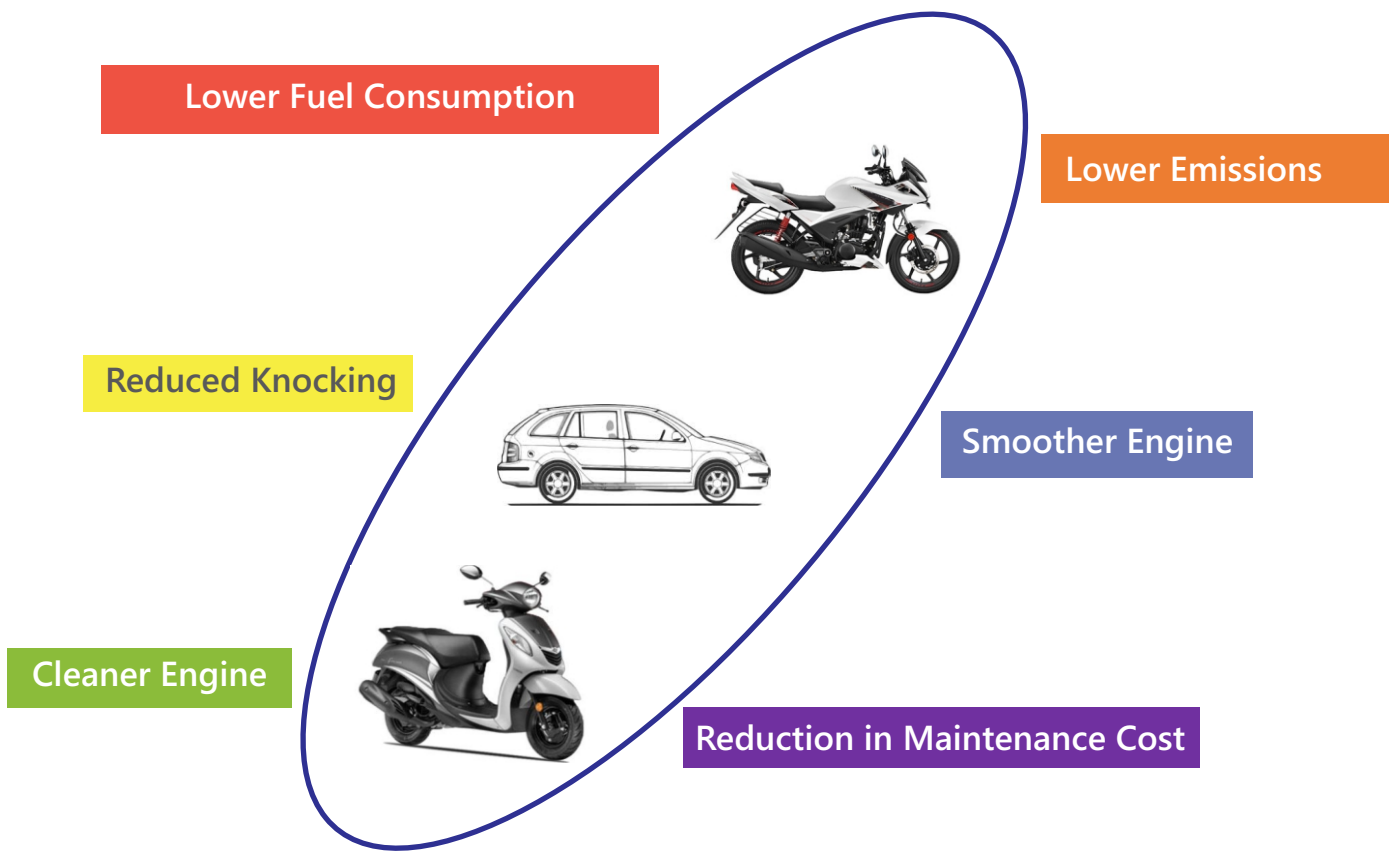 Lower Fuel Consumption
Lower Emissions
Reduced Knocking
Smoother Engine
Cleaner Engine
Reduction in Maintenance Cost